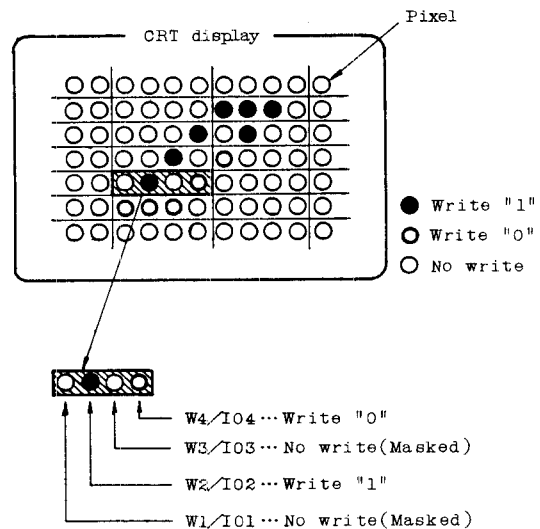 Pixel
CRT display
Write "1"
Write "0"
No write
W4/IO4 ··· Write "0"
W3/IO3 ··· No write(Masked)
W2/IO2 ··· Write "1"
W1/IO1 ··· No write(Masked)